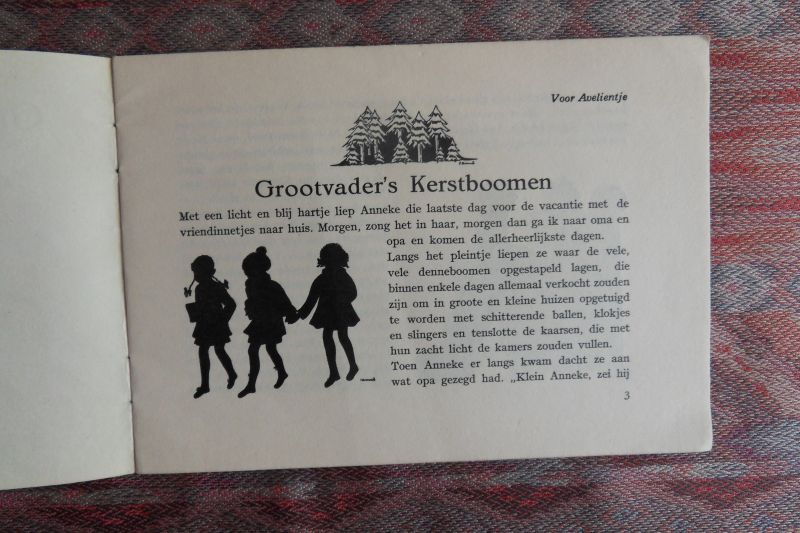 Voor Avelientje
Grootvader's Kerstboomen
Met een licht en blij hartje liep Anneke die laatste dag voor de vacantie met de
vriendinnetjes naar huis. Morgen, zong het in haar, morgen dan ga ik naar oma en
opa en komen de allerheerlijkste dagen.
Langs het pleintje liepen ze waar de vele,
vele denneboomen opgestapeld lagen, die
binnen enkele dagen allemaal verkocht zouden
zijn om in groote en kleine huizen opgetuigd
te worden met schitterende ballen, klokjes
en slingers en tenslotte de kaarsen, die met
hun zacht licht de kamers zouden vullen.
Toen Anneke er langs kwam dacht ze aan
wat opa gezegd had. „Klein Anneke, zei hij
3